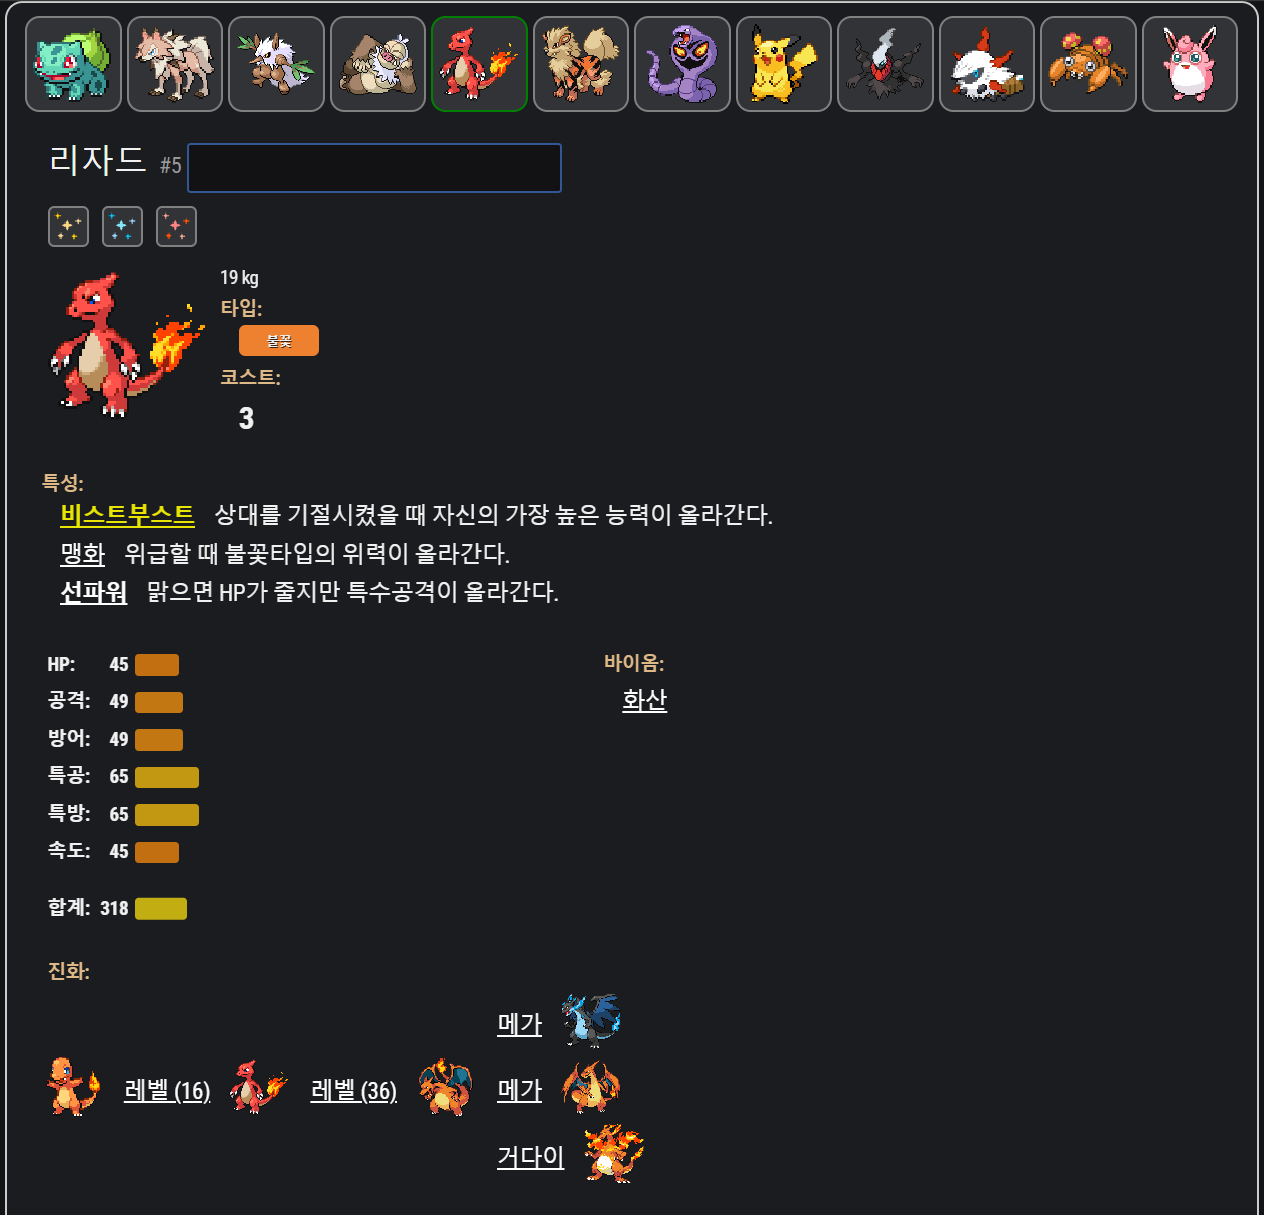 리자드 #5
19 kg
타입:
불꽃
코스트:
3
특성:
비스트부스트 상대를 기절시켰을 때 자신의 가장 높은 능력이 올라간다.
맹화 위급할 때 불꽃타입의 위력이 올라간다.
선파워 맑으면 HP가 줄지만 특수공격이 올라간다.
HP: 45
공격: 49
방어: 49
특공: 65
특방: 65
속도: 45
합계: 318
바이옴:
화산
진화:
메가
레벨 (16) 레벨 (36) 메가
거다이